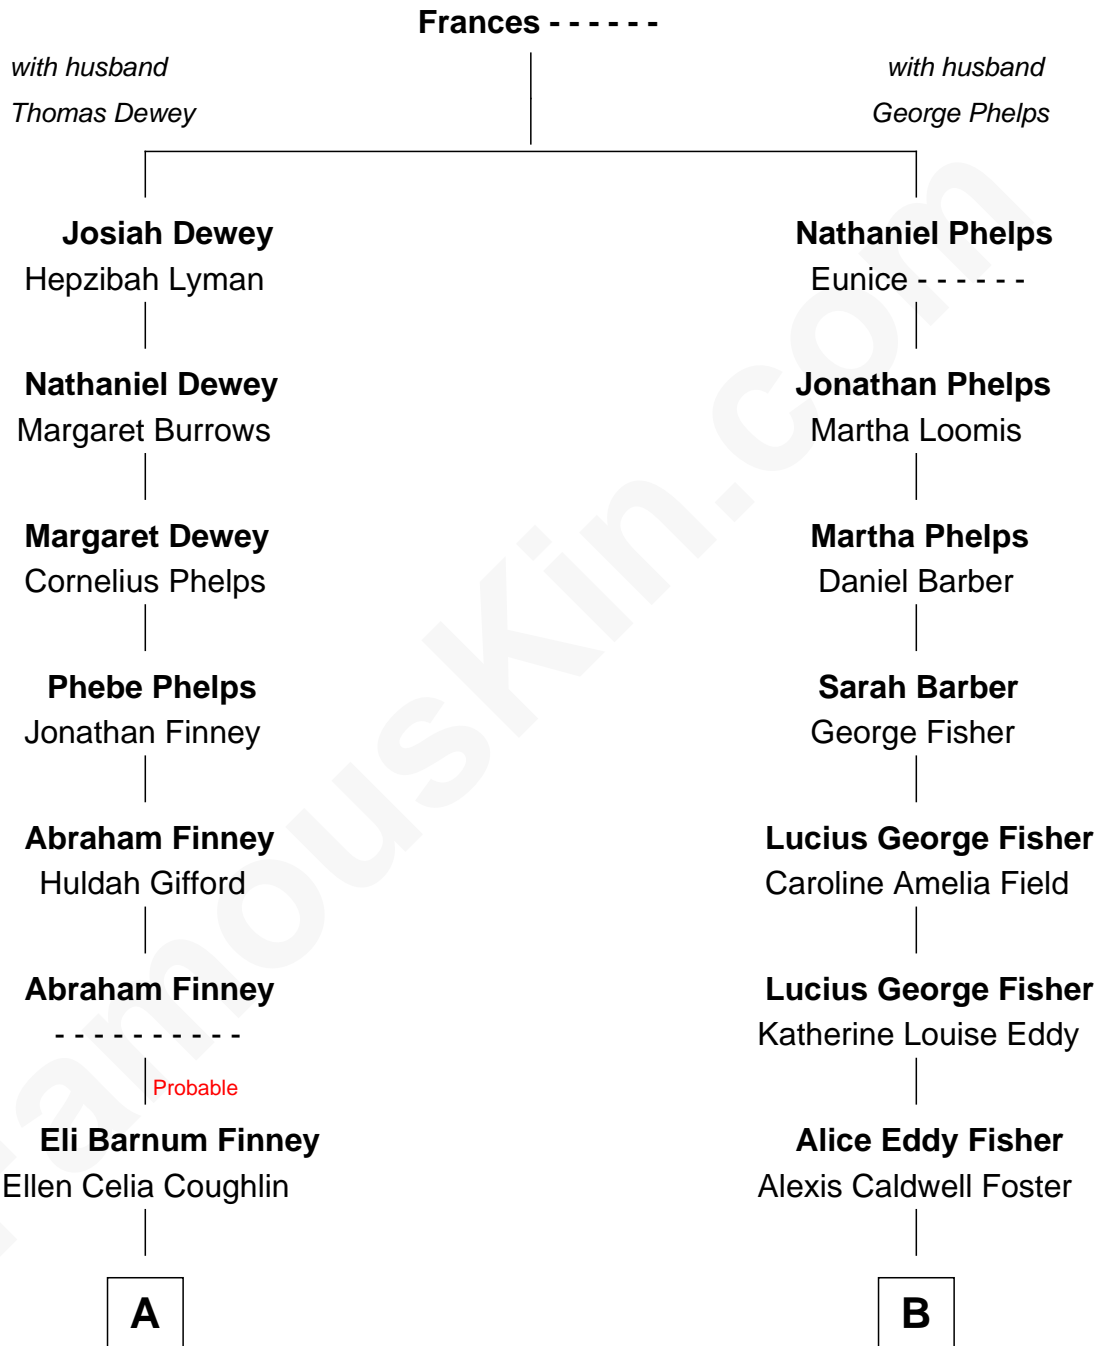 Frances - - - - - -
with husband
Thomas Dewey
with husband
George Phelps
Josiah Dewey
Hepzibah Lyman
Nathaniel Phelps
Eunice - - - - - -
Nathaniel Dewey
Margaret Burrows
Jonathan Phelps
Martha Loomis
Margaret Dewey
Cornelius Phelps
Martha Phelps
Daniel Barber
Phebe Phelps
Jonathan Finney
Sarah Barber
George Fisher
Abraham Finney
Huldah Gifford
Lucius George Fisher
Caroline Amelia Field
Abraham Finney
- - - - - - - - - -
Lucius George Fisher
Katherine Louise Eddy
Probable
Eli Barnum Finney
Ellen Celia Coughlin
Alice Eddy Fisher
Alexis Caldwell Foster
A
B
FamousKin.com